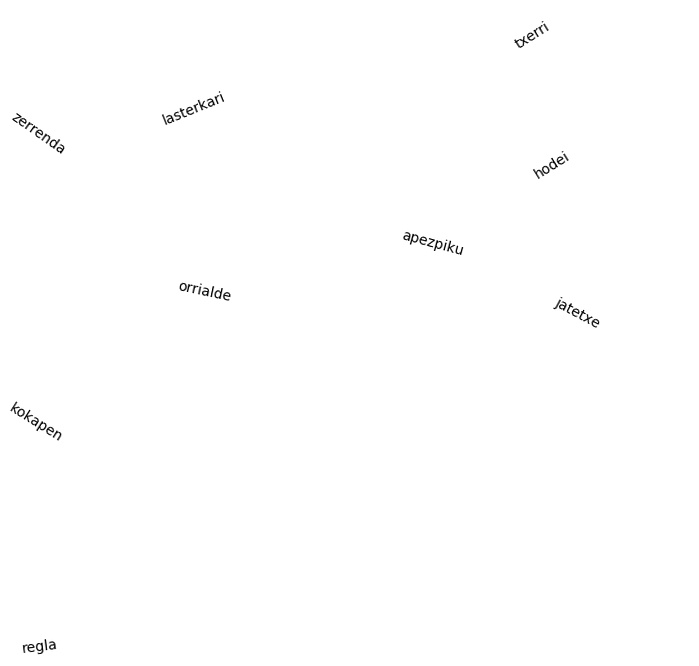 txerri
lasterkari
zerrenda
hodei
apezpiku
orrialde
jatetxe
kokapen
regla